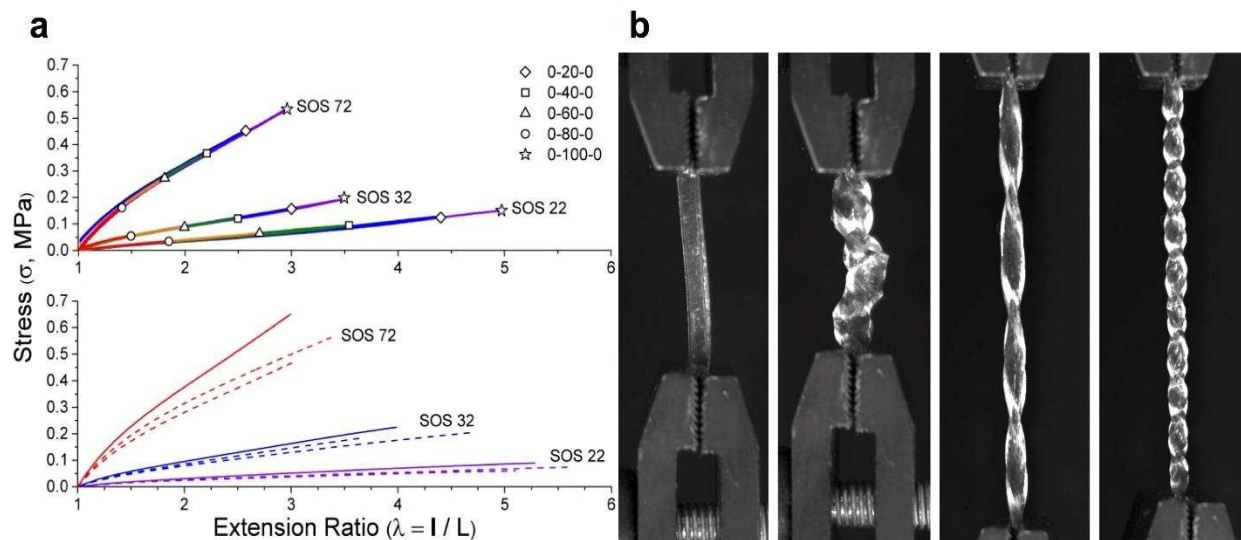 a
b
0.7
0.6
0.5
0.4
0.3
0.2
0.1
0.0
SOS 72
SOS 32
SOS 22
0-20-0
0-40-0
0-60-0
0-80-0
0-100-0
1 2 3 4 5 6
Stress (σ, MPa)
0.7
0.6
0.5
0.4
0.3
0.2
0.1
0.0
SOS 72
SOS 32
SOS 22
1 2 3 4 5 6
Extension Ratio (λ = l / L)